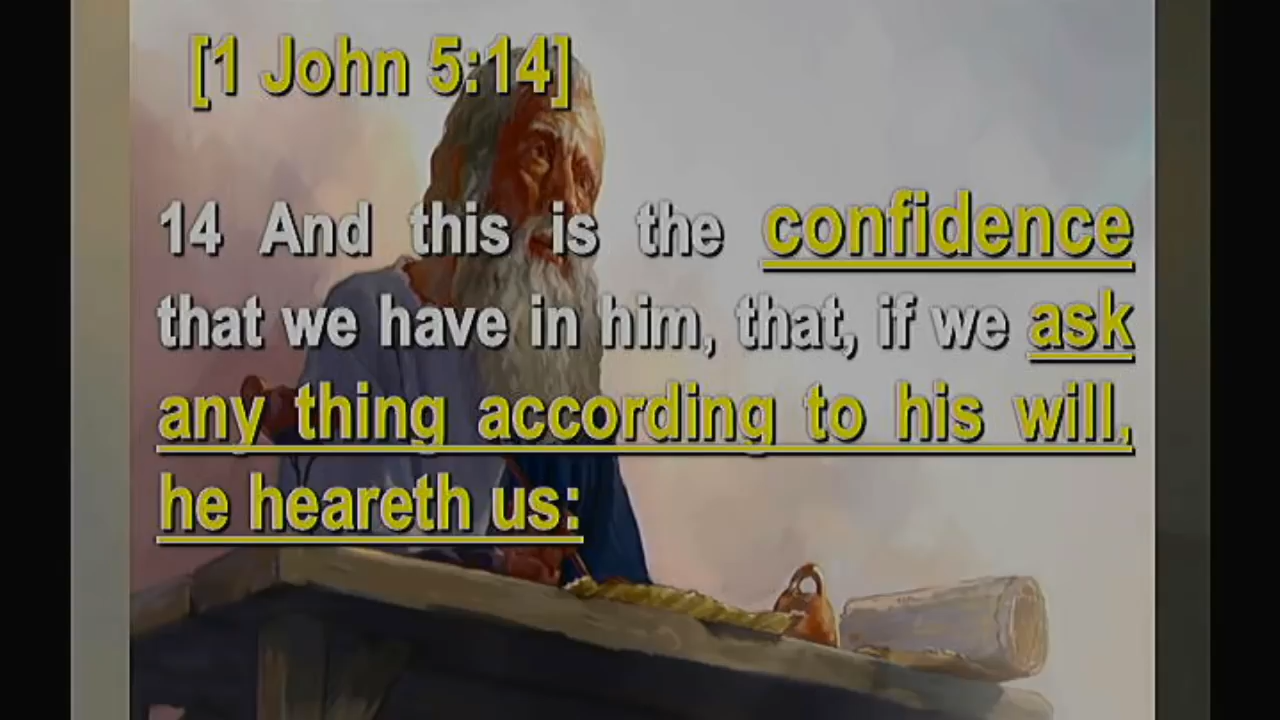 [1 John 5:14]
14 And this is the confidence
that we have in him, that, if we ask
any thing according to his will,
he heareth us: